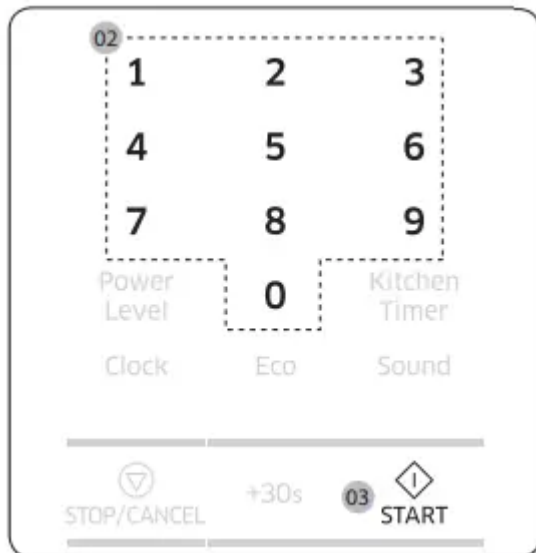 02
1 2 3
4 5 6
7 8 9
Power Level 0 Kitchen Timer
Clock Eco Sound
+30s 03
STOP/CANCEL START